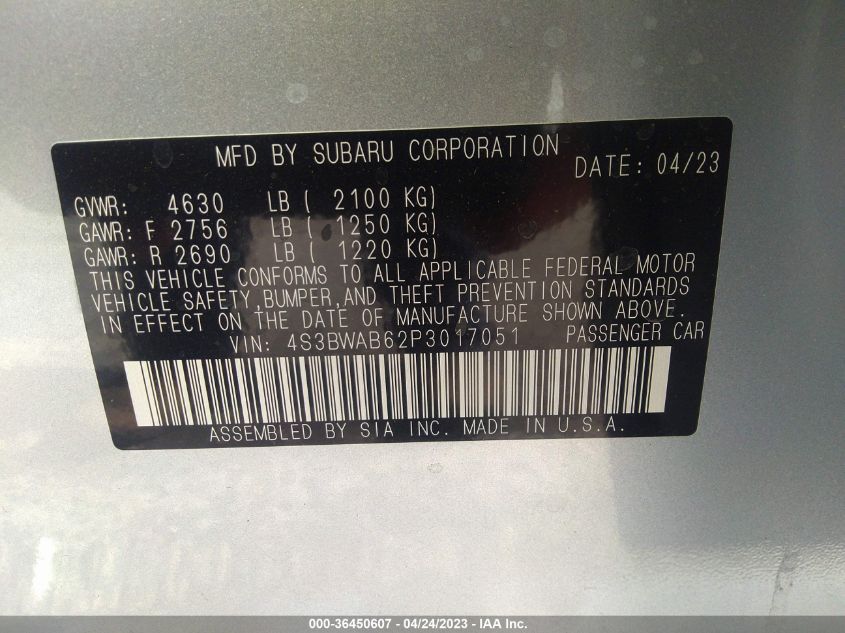 MFD BY SUBARU CORPORATION DATE: 04/23
GVWR: 4630 LB ( 2100 KG)
GAWR: F 2756 LB ( 1250 KG)
GAWR: R 2690 LB ( 1220 KG)
THIS VEHICLE CONFORMS TO ALL APPLICABLE FEDERAL MOTOR
VEHICLE SAFETY,BUMPER,AND THEFT PREVENTION STANDARDS
IN EFFECT ON THE DATE OF MANUFACTURE SHOWN ABOVE.
VIN: 4S3BWAB62P3017051 PASSENGER CAR
ASSEMBLED BY SIA INC. MADE IN U.S.A.
000-36450607 - 04/24/2023 - IAA Inc.